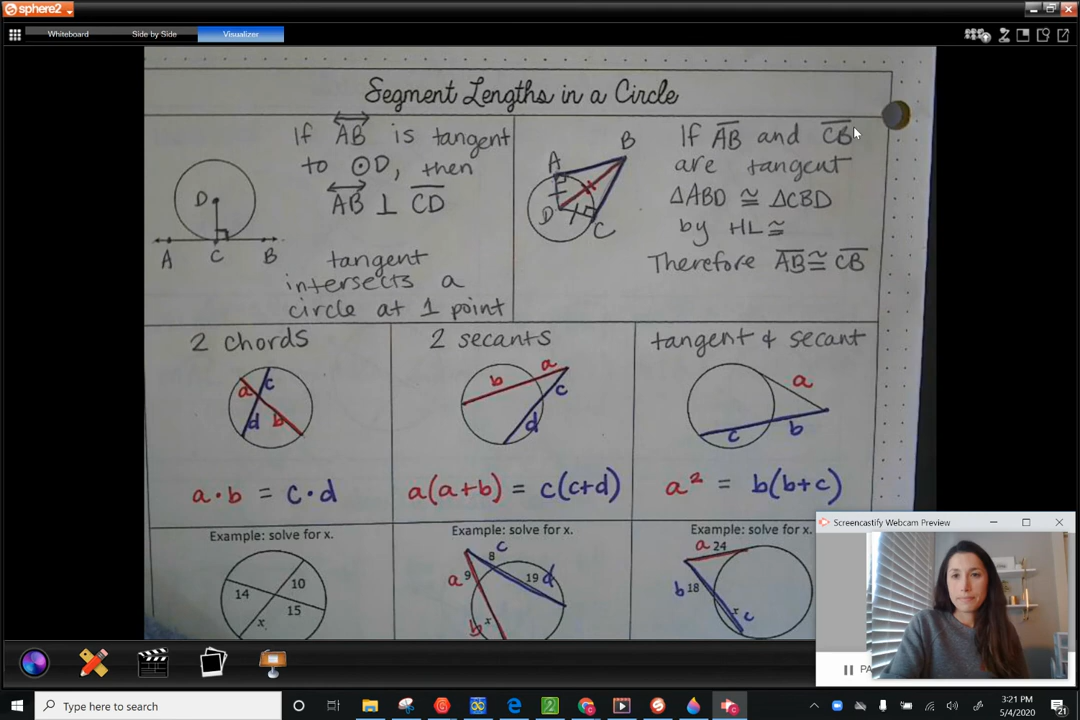 sphere2
Whiteboard
Side by Side
Visualizer
Segment Lengths in a Circle
If AB is tangent
to ⊙D, then
AB ⊥ CD
tangent
intersects a
circle at 1 point
D
A C B
If AB and CB
are tangent
△ABD ≅ △CBD
by HL ≅
Therefore AB ≅ CB
A B
D C
2 chords
a c
d b
a · b = c · d
2 secants
b a
c
d
a(a+b) = c(c+d)
tangent & secant
a
c b
a² = b(b+c)
Example: solve for x.
14 10
15
x
Example: solve for x.
c
8
a 9 19 d
b x
Example: solve for x.
a 24
b 18
x c
Screencastify Webcam Preview
PA
Type here to search
3:21 PM
5/4/2020
21